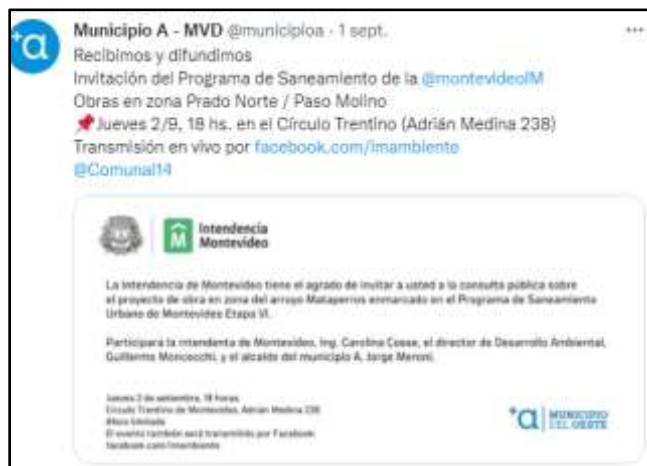 +a
Municipio A - MVD @municipioa · 1 sept.
Recibimos y difundimos
Invitación del Programa de Saneamiento de la @montevideoIM
Obras en zona Prado Norte / Paso Molino
📌Jueves 2/9, 18 hs. en el Círculo Trentino (Adrián Medina 238)
Transmisión en vivo por facebook.com/imambiente
@Comunal14
M
Intendencia
Montevideo
La Intendencia de Montevideo tiene el agrado de invitar a usted a la consulta pública sobre
el proyecto de obra en zona del arroyo Mataperros enmarcado en el Programa de Saneamiento
Urbano de Montevideo Etapa VI.
Participara la intendenta de Montevideo, Ing. Carolina Cosse, el director de Desarrollo Ambiental,
Guillermo Moncecchi, y el alcalde del municipio A, Jorge Meroni.
Jueves 2 de setiembre, 18 horas
Círculo Trentino de Montevideo, Adrián Medina 238
Aforo limitado
El evento también será transmitido por Facebook:
facebook.com/imambiente
+a MUNICIPIO
DEL OESTE